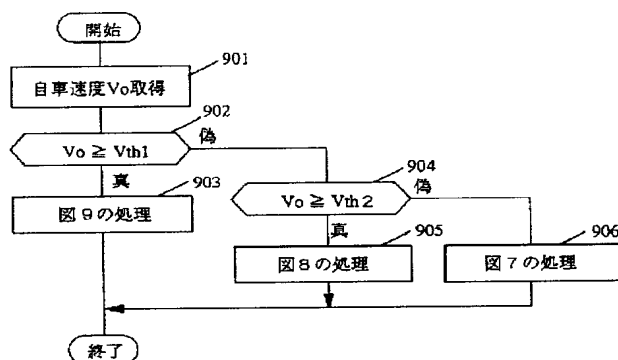 開始
901
自車速度Vo取得
902
Vo ≧ Vth1
偽
真
903
図9の処理
904
Vo ≧ Vth2
偽
真
905
図8の処理
906
図7の処理
終了